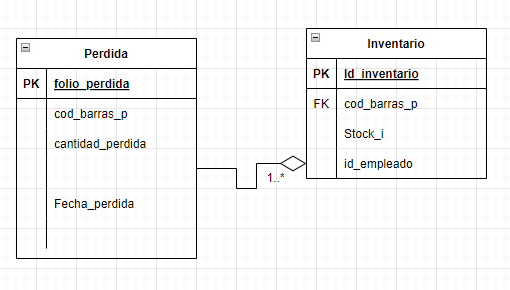 Perdida
PK folio_perdida
cod_barras_p
cantidad_perdida
Fecha_perdida
1..*
Inventario
PK Id_inventario
FK cod_barras_p
Stock_i
id_empleado